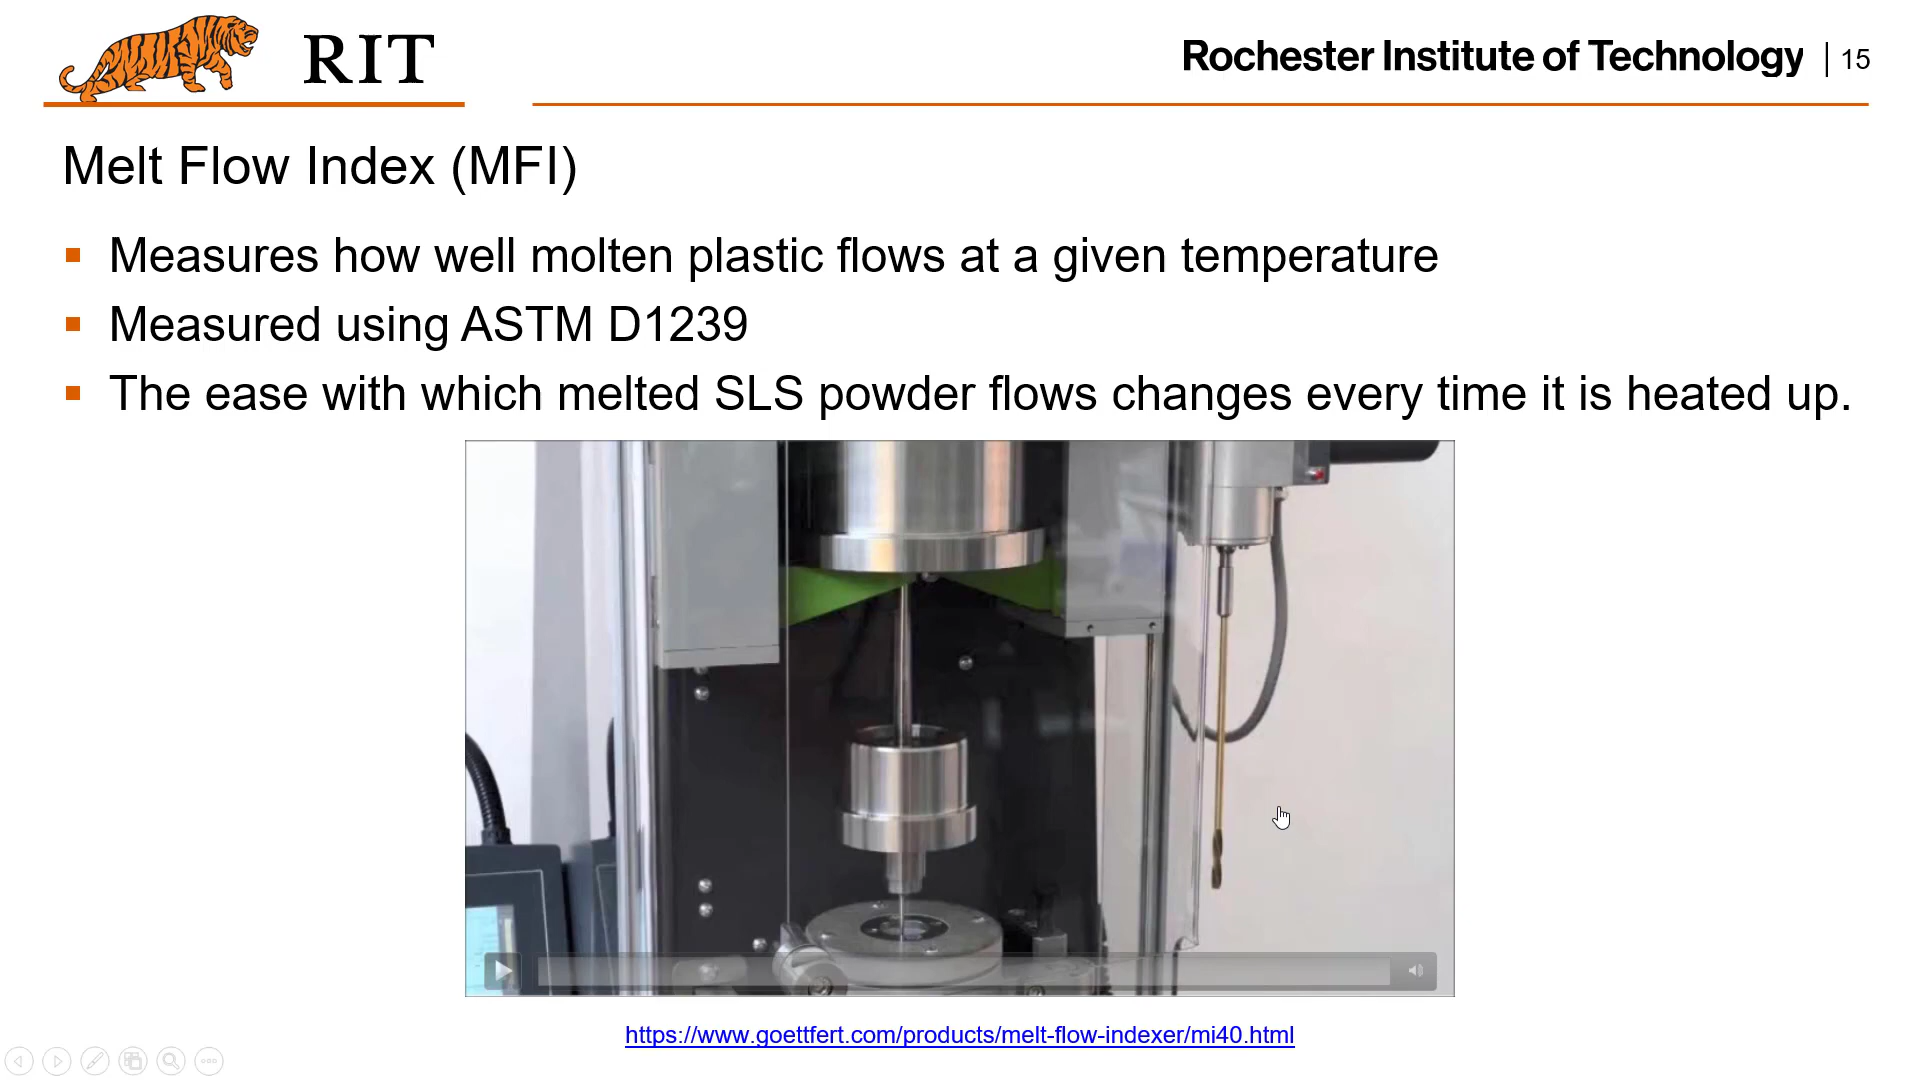 RIT
Rochester Institute of Technology | 15
Melt Flow Index (MFI)
Measures how well molten plastic flows at a given temperature
Measured using ASTM D1239
The ease with which melted SLS powder flows changes every time it is heated up.
https://www.goettfert.com/products/melt-flow-indexer/mi40.html